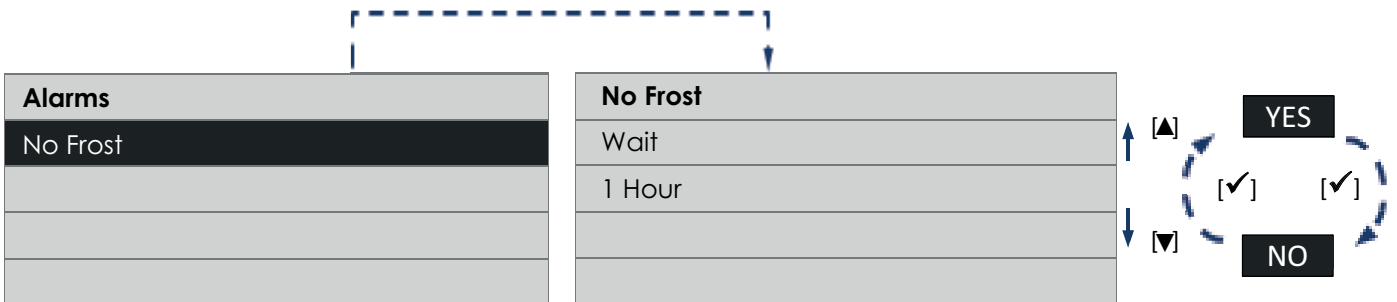 Alarms
No Frost
No Frost
Wait
1 Hour
[▲]
[▼]
YES
[✓] [✓]
NO